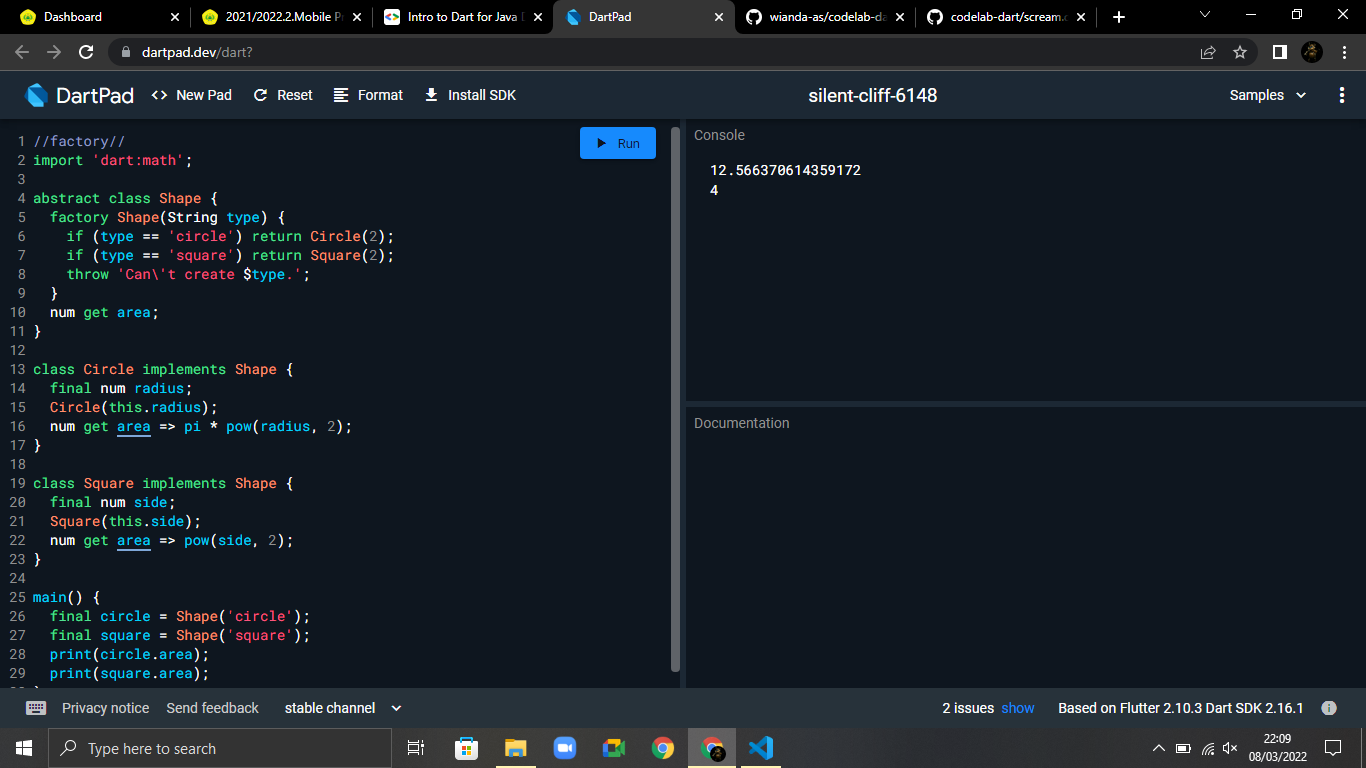 Dashboard
2021/2022.2.Mobile P
Intro to Dart for Java D
DartPad
wianda-as/codelab-da
codelab-dart/scream.
dartpad.dev/dart?
DartPad
<> New Pad
Reset
Format
Install SDK
silent-cliff-6148
Samples
1 //factory//
2 import 'dart:math';
3
4 abstract class Shape {
5   factory Shape(String type) {
6     if (type == 'circle') return Circle(2);
7     if (type == 'square') return Square(2);
8     throw 'Can\'t create $type.';
9   }
10   num get area;
11 }
12
13 class Circle implements Shape {
14   final num radius;
15   Circle(this.radius);
16   num get area => pi * pow(radius, 2);
17 }
18
19 class Square implements Shape {
20   final num side;
21   Square(this.side);
22   num get area => pow(side, 2);
23 }
24
25 main() {
26   final circle = Shape('circle');
27   final square = Shape('square');
28   print(circle.area);
29   print(square.area);
Run
Console
12.566370614359172
4
Documentation
Privacy notice
Send feedback
stable channel
2 issues show
Based on Flutter 2.10.3 Dart SDK 2.16.1
Type here to search
22:09
08/03/2022